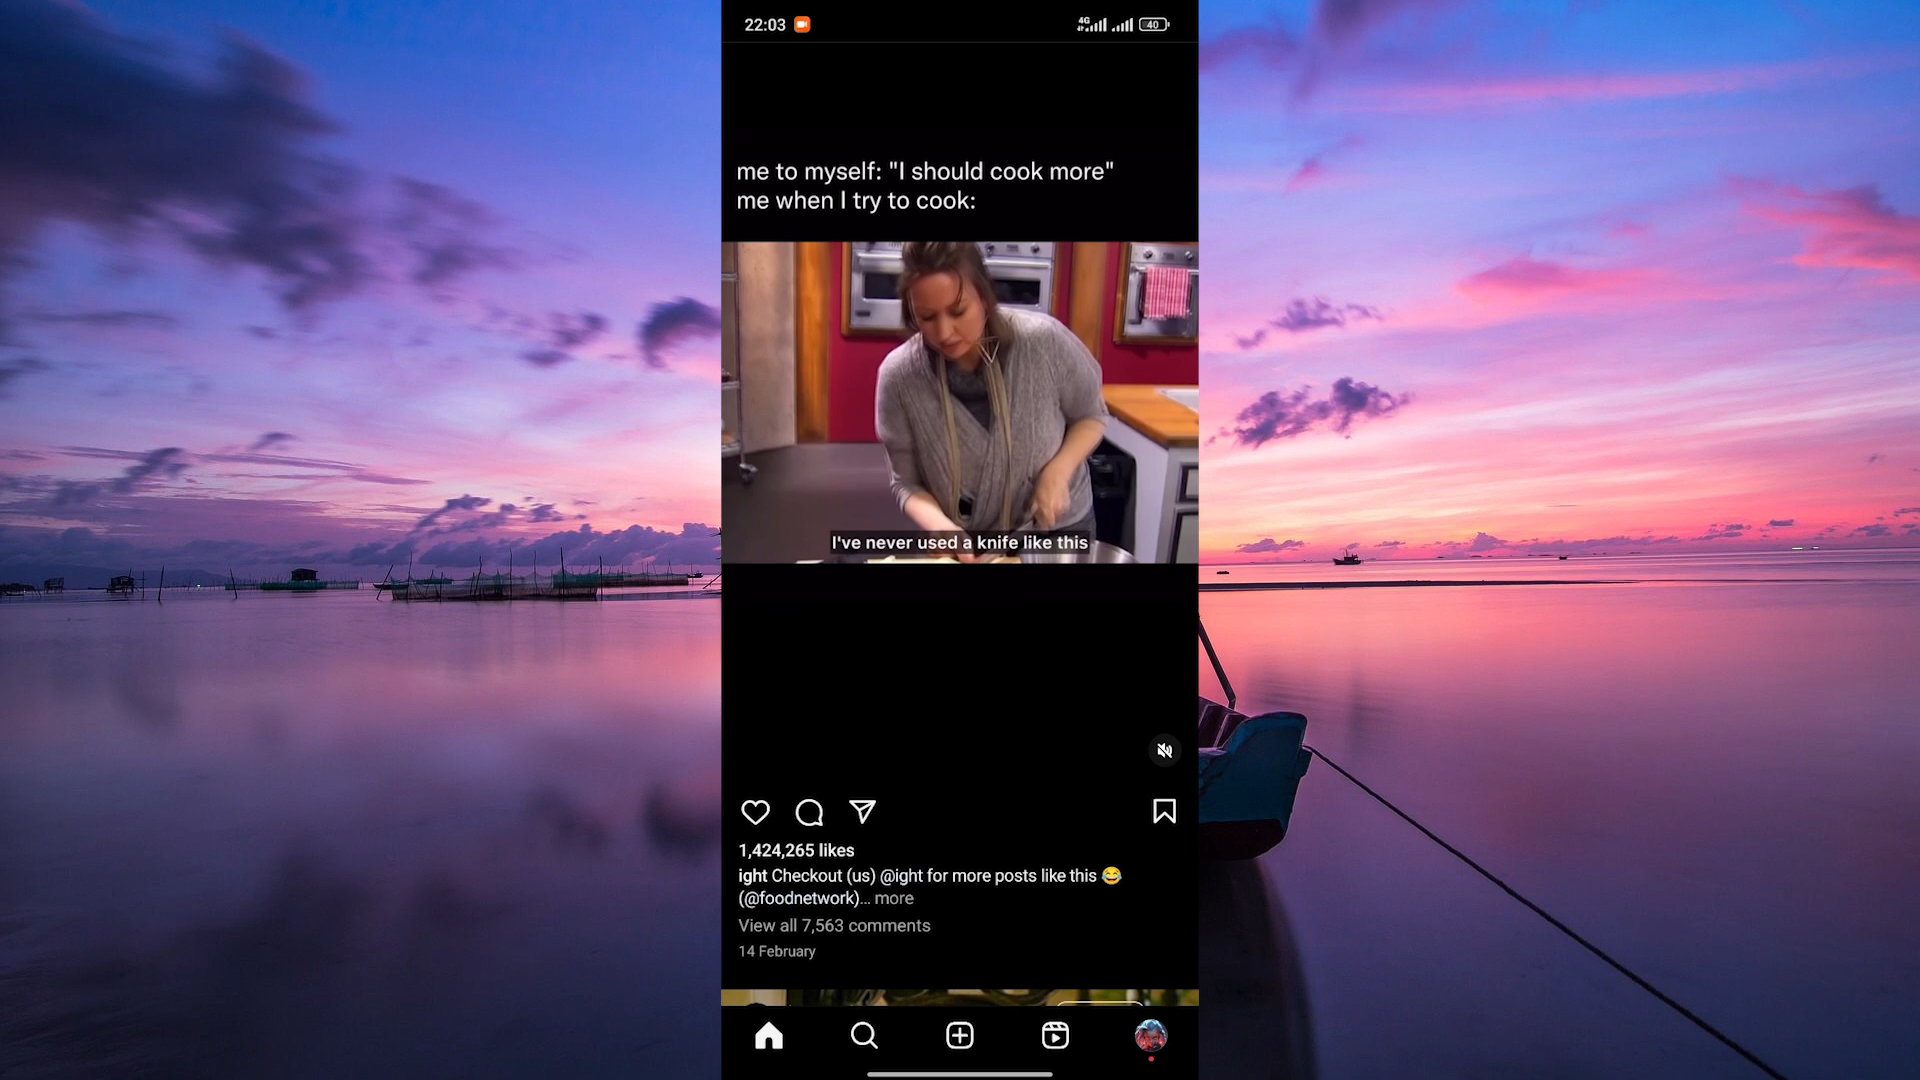 22:03
4G
40
me to myself: "I should cook more"
me when I try to cook:
I've never used a knife like this
1,424,265 likes
ight Checkout (us) @ight for more posts like this 😂
(@foodnetwork)... more
View all 7,563 comments
14 February